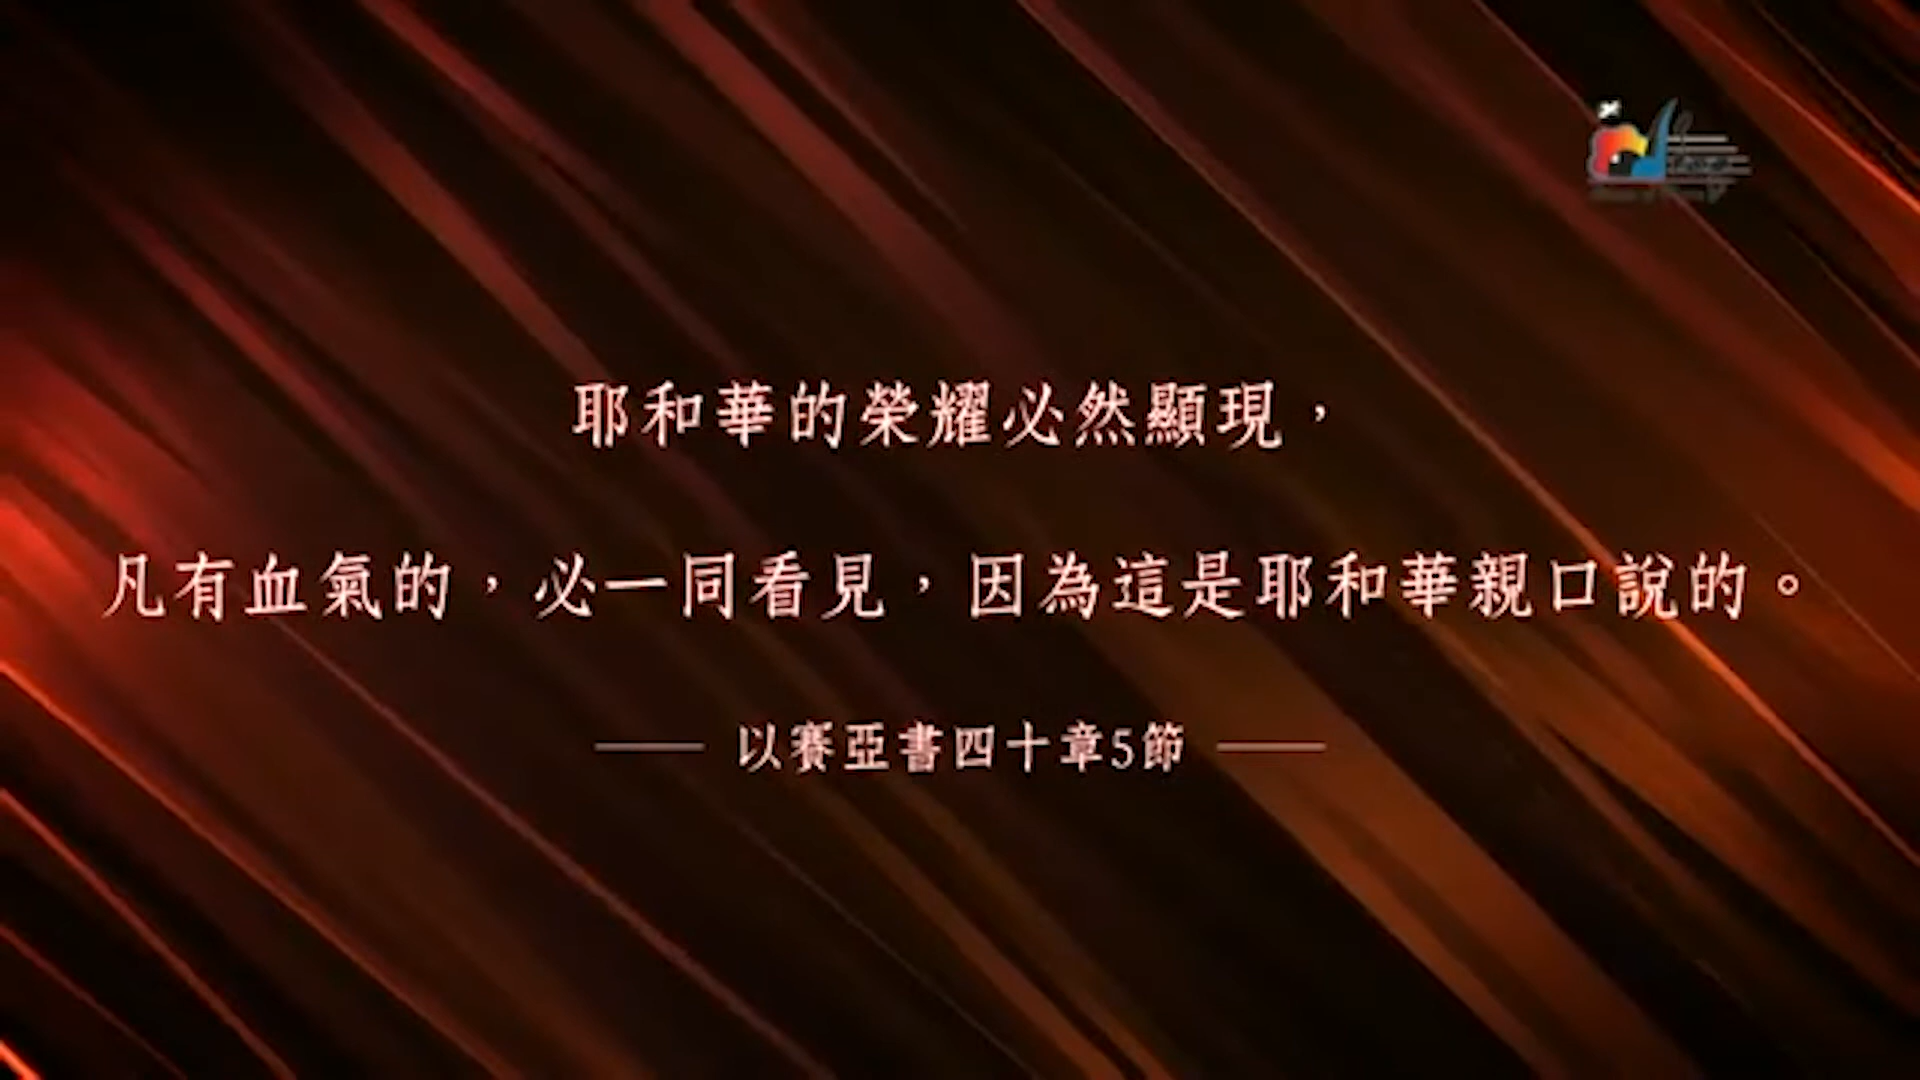 耶和華的榮耀必然顯現，
凡有血氣的，必一同看見，因為這是耶和華親口說的。
以賽亞書四十章5節